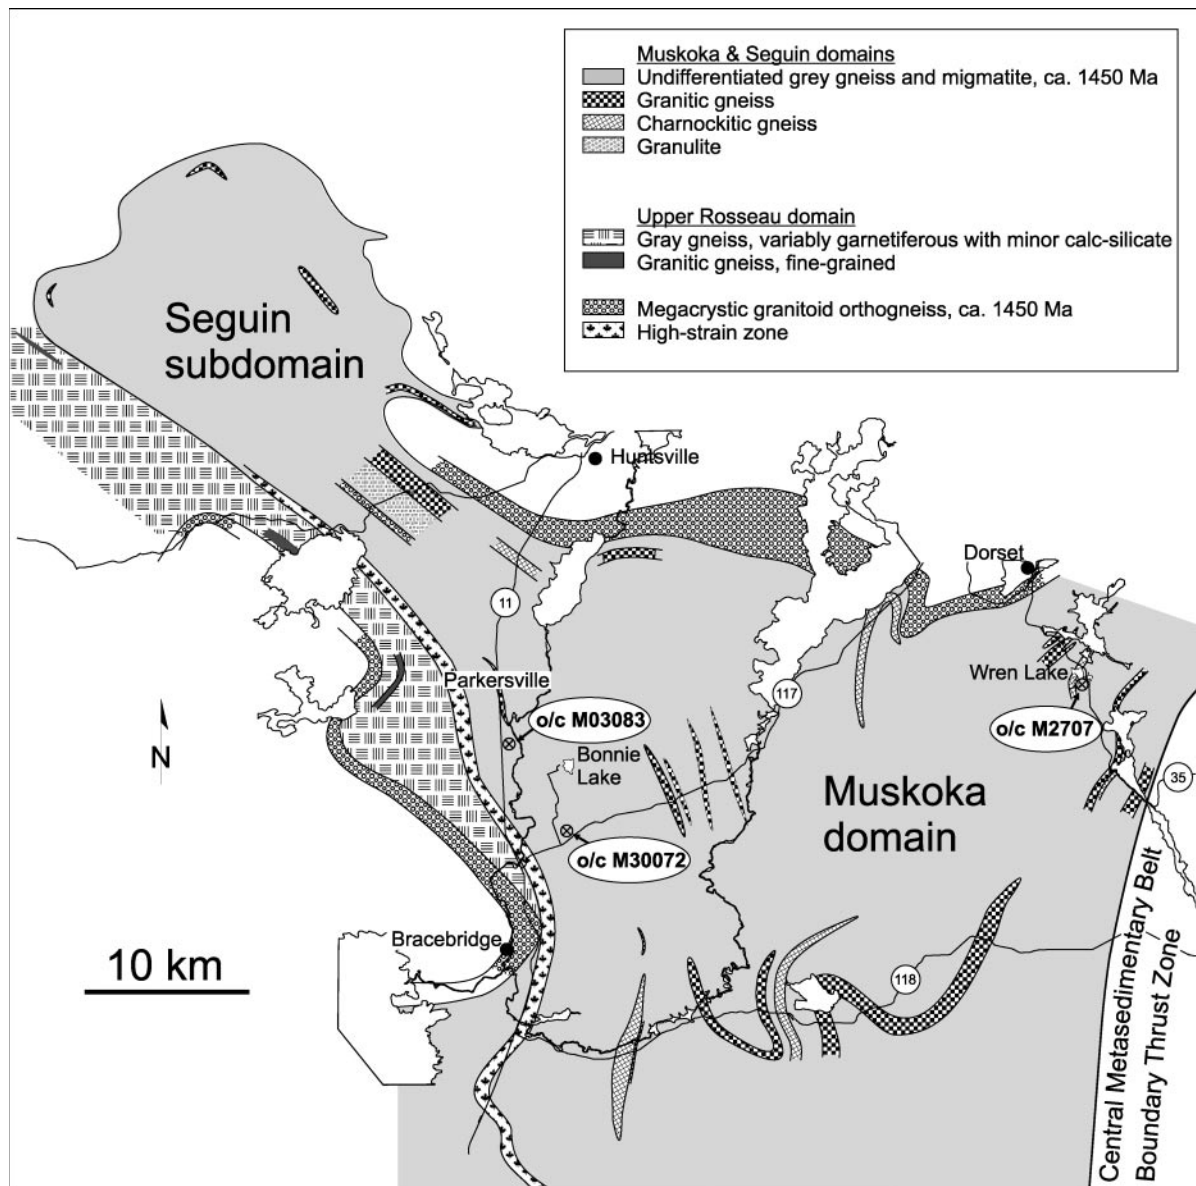 Muskoka & Seguin domains
Undifferentiated grey gneiss and migmatite, ca. 1450 Ma
Granitic gneiss
Charnockitic gneiss
Granulite
Upper Rosseau domain
Gray gneiss, variably garnetiferous with minor calc-silicate
Granitic gneiss, fine-grained
Megacrystic granitoid orthogneiss, ca. 1450 Ma
High-strain zone
Seguin
subdomain
Huntsville
Dorset
11
Parkersville
Wren Lake
117
o/c M03083
o/c M2707
Bonnie
Lake
35
N
Muskoka
domain
o/c M30072
Bracebridge
10 km
118
Central Metasedimentary Belt
Boundary Thrust Zone